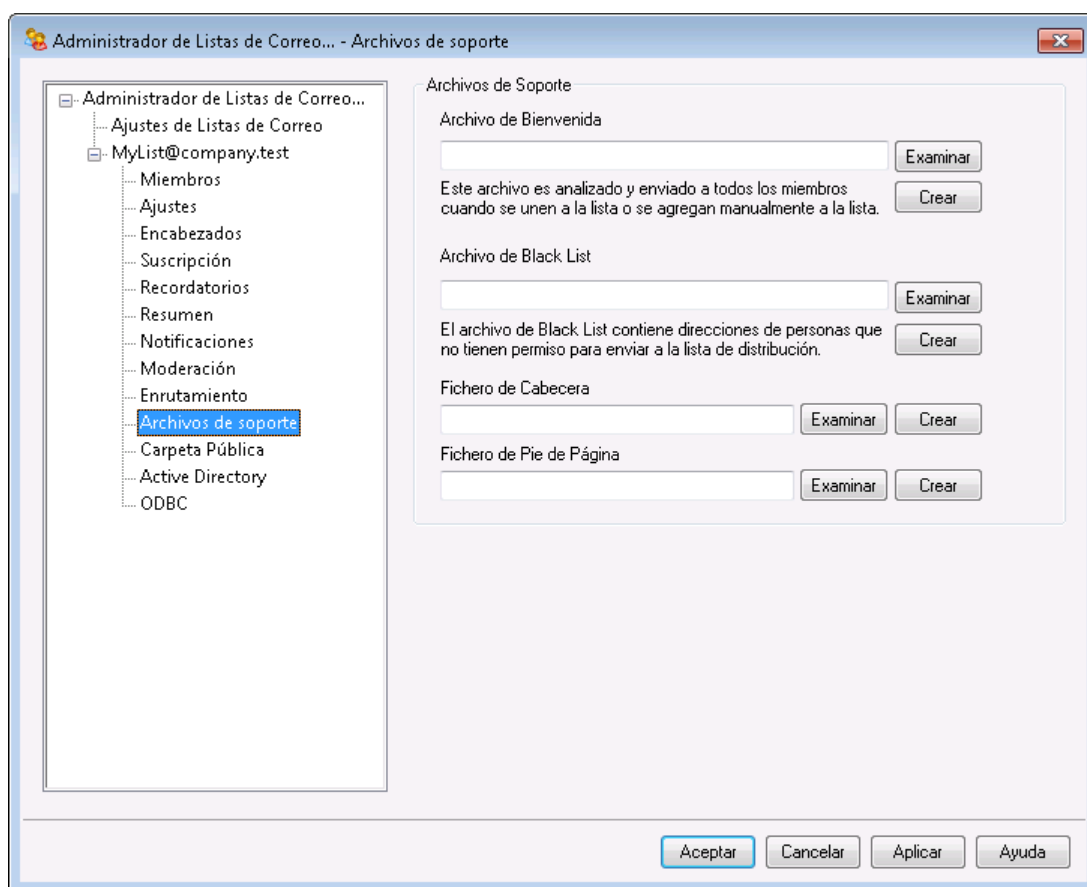 Administrador de Listas de Correo... - Archivos de soporte
Administrador de Listas de Correo...
Ajustes de Listas de Correo
MyList@company.test
Miembros
Ajustes
Encabezados
Suscripción
Recordatorios
Resumen
Notificaciones
Moderación
Enrutamiento
Archivos de soporte
Carpeta Pública
Active Directory
ODBC
Archivos de Soporte
Archivo de Bienvenida
Examinar
Este archivo es analizado y enviado a todos los miembros
cuando se unen a la lista o se agregan manualmente a la lista.
Crear
Archivo de Black List
Examinar
El archivo de Black List contiene direcciones de personas que
no tienen permiso para enviar a la lista de distribución.
Crear
Fichero de Cabecera
Examinar Crear
Fichero de Pie de Página
Examinar Crear
Aceptar Cancelar Aplicar Ayuda